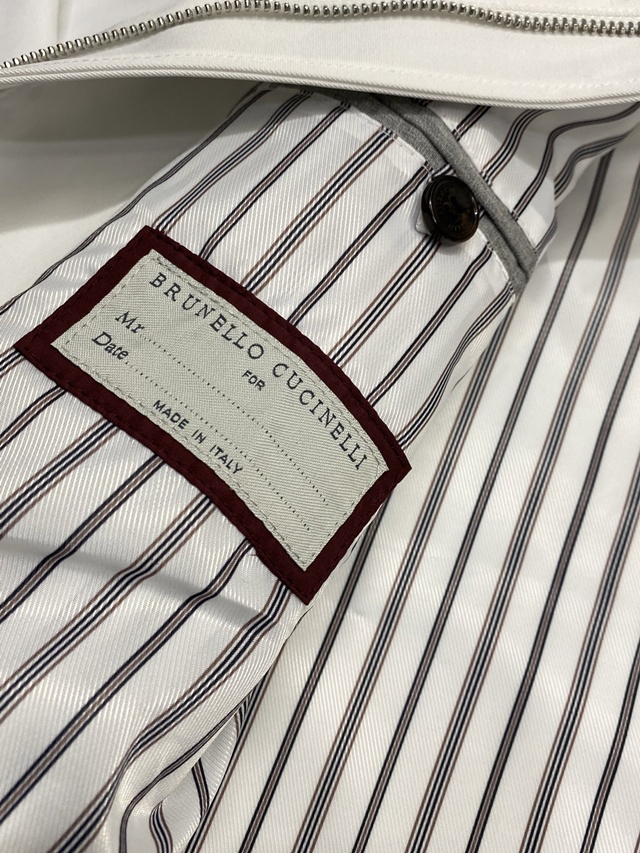 BRUNELLO CUCINELLI
FOR
Mr.
Date
MADE IN ITALY